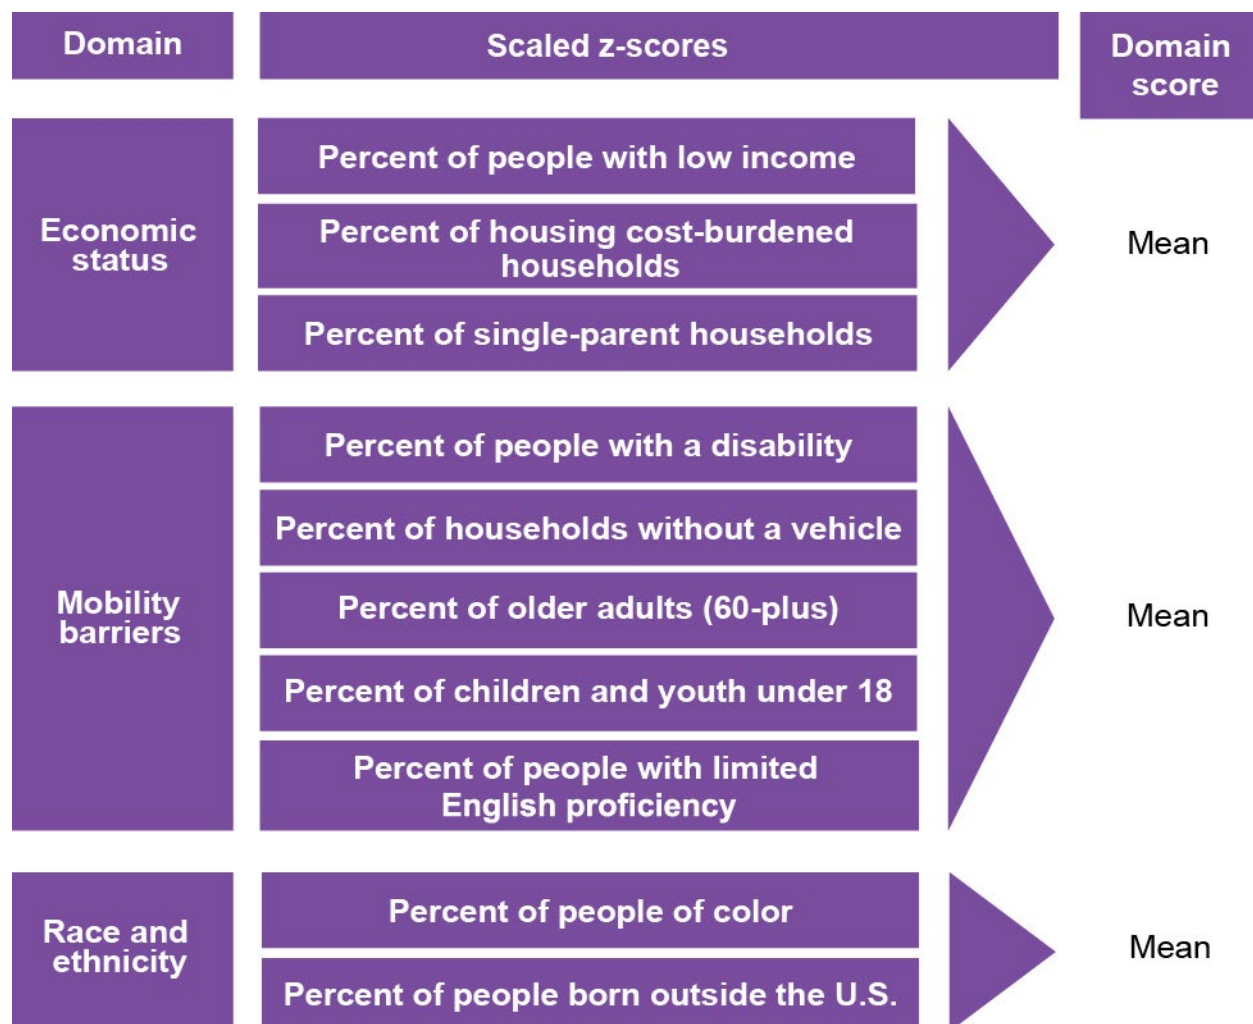 Domain
Scaled z-scores
Domain
score
Economic
status
Percent of people with low income
Percent of housing cost-burdened
households
Percent of single-parent households
Mean
Mobility
barriers
Percent of people with a disability
Percent of households without a vehicle
Percent of older adults (60-plus)
Percent of children and youth under 18
Percent of people with limited
English proficiency
Mean
Race and
ethnicity
Percent of people of color
Percent of people born outside the U.S.
Mean